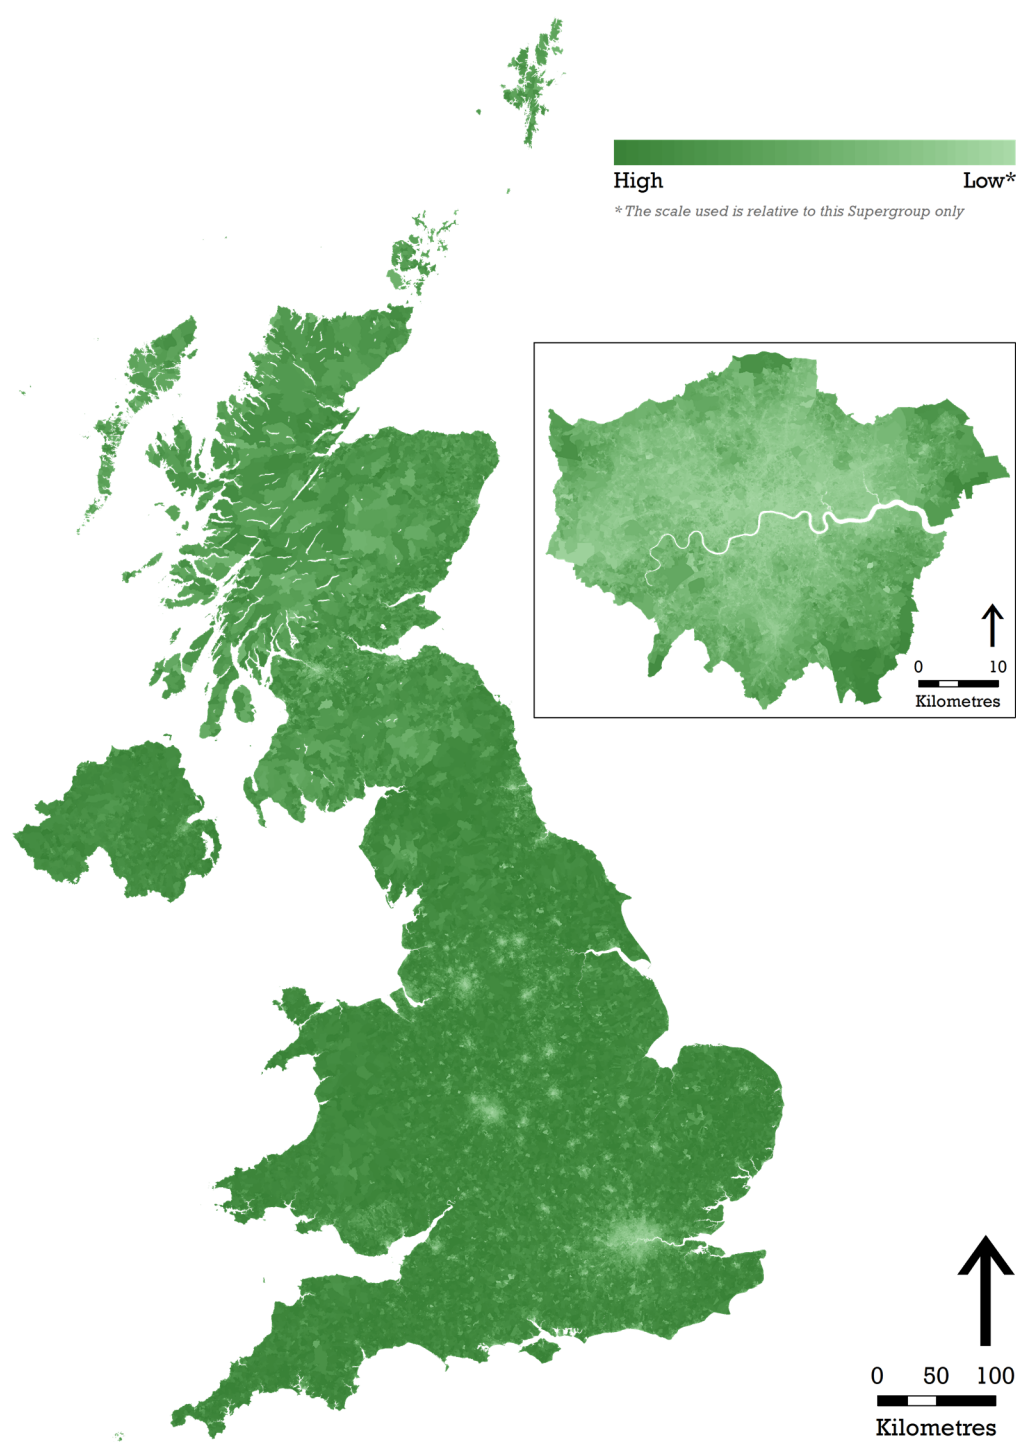 High Low*
* The scale used is relative to this Supergroup only
0 10
Kilometres
0 50 100
Kilometres